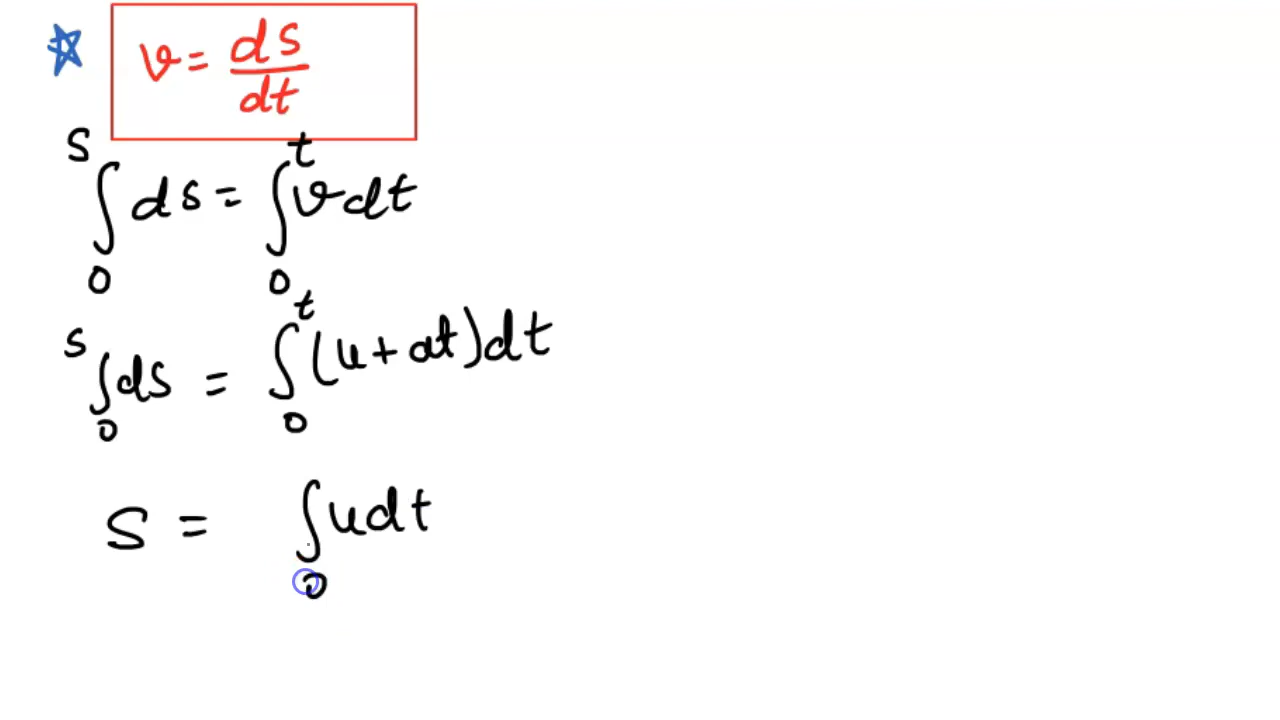 v = ds/dt
∫₀ˢ ds = ∫₀ᵗ v dt
∫₀ˢ ds = ∫₀ᵗ (u + at) dt
S = ∫₀ u dt